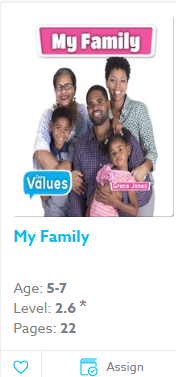 My Family
Our
Values
Grace Jones
My Family
Age: 5-7
Level: 2.6 *
Pages: 22
Assign